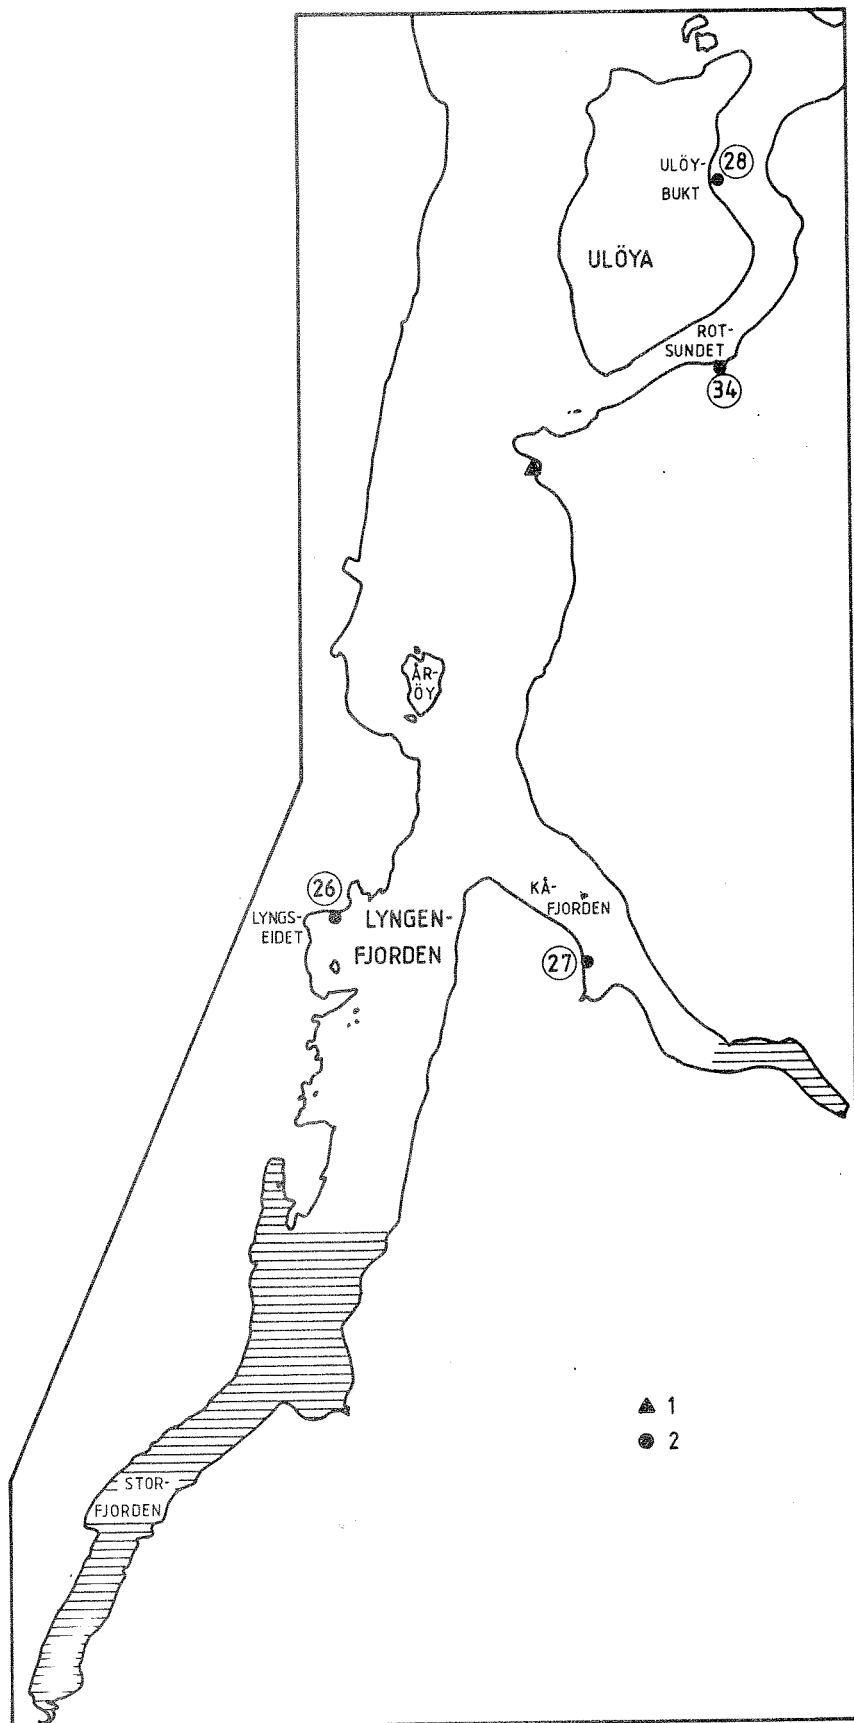 28
ULÖY-
BUKT
ULÖYA
ROT-
SUNDET
34
ÅR-
ÖY
26
LYNGS-
EIDET
LYNGEN-
FJORDEN
KÅ-
FJORDEN
27
1
2
STOR-
FJORDEN